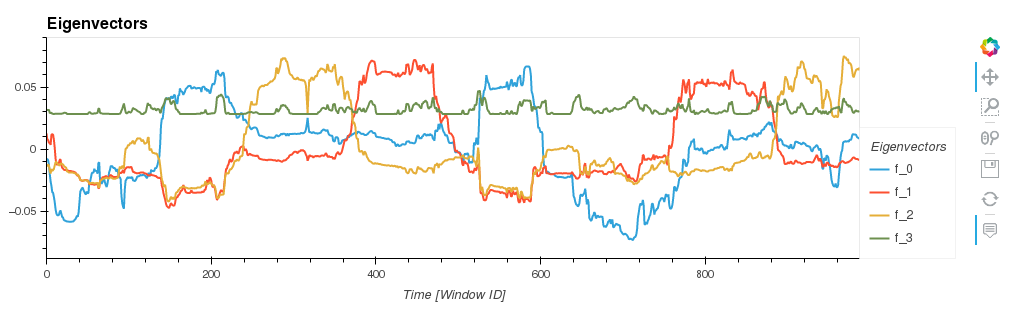 Eigenvectors
0.05
0
−0.05
0 200 400 600 800
Time [Window ID]
Eigenvectors
f_0
f_1
f_2
f_3